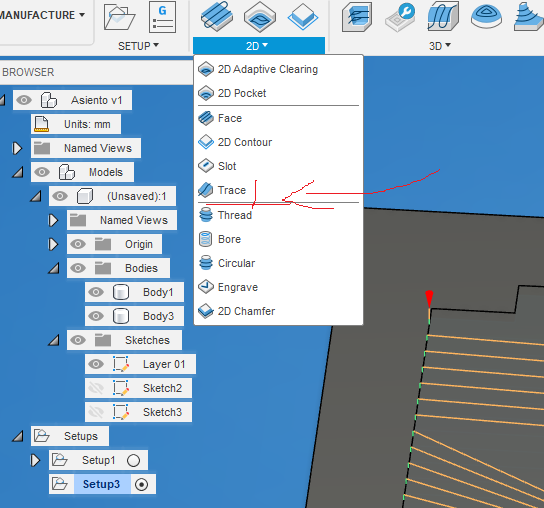 MANUFACTURE ▾
G
SETUP ▾
2D ▾
3D ▾
BROWSER
2D Adaptive Clearing
2D Pocket
Face
2D Contour
Slot
Trace
Thread
Bore
Circular
Engrave
2D Chamfer
Asiento v1
Units: mm
Named Views
Models
(Unsaved):1
Named Views
Origin
Bodies
Body1
Body3
Sketches
Layer 01
Sketch2
Sketch3
Setups
Setup1
Setup3